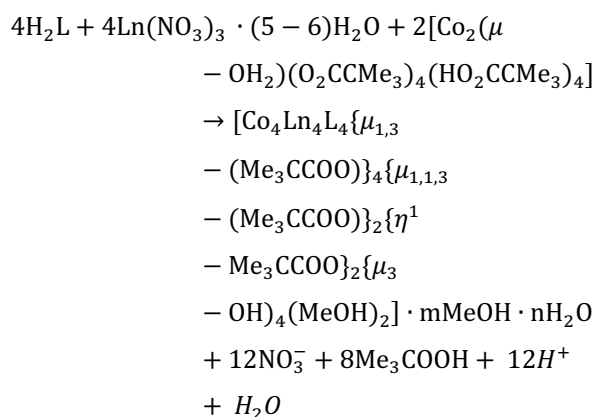 4H₂L + 4Ln(NO₃)₃ · (5 − 6)H₂O + 2[Co₂(μ
− OH₂)(O₂CCMe₃)₄(HO₂CCMe₃)₄]
→ [Co₄Ln₄L₄{μ₁,₃
− (Me₃CCOO)}₄{μ₁,₁,₃
− (Me₃CCOO)}₂{η¹
− Me₃CCOO}₂{μ₃
− OH)₄(MeOH)₂] · mMeOH · nH₂O
+ 12NO₃⁻ + 8Me₃COOH + 12H⁺
+ H₂O